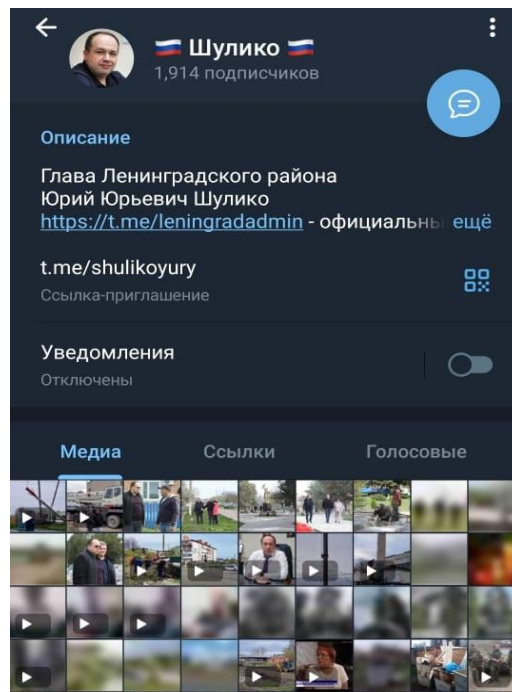 Шулико
1,914 подписчиков
Описание
Глава Ленинградского района
Юрий Юрьевич Шулико
https://t.me/leningradadmin - официальны ещё
t.me/shulikoyury
Ссылка-приглашение
Уведомления
Отключены
Медиа Ссылки Голосовые